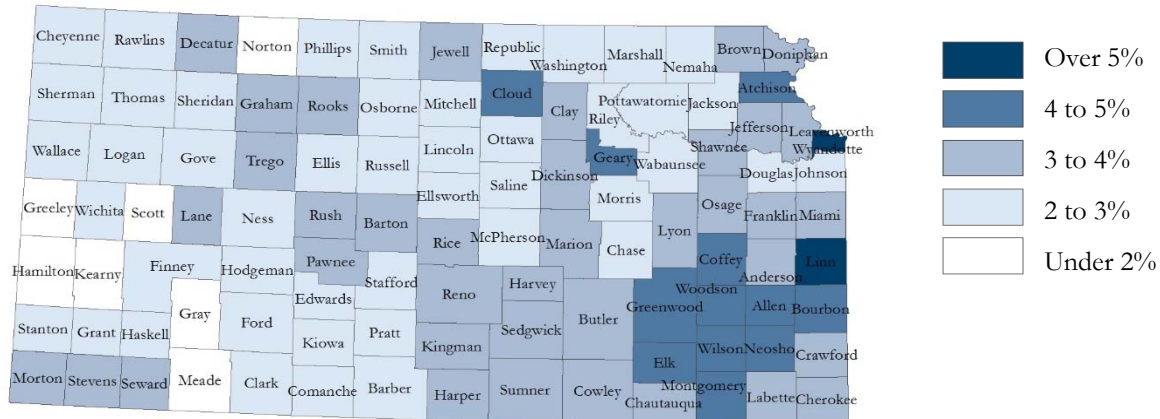 Cheyenne
Rawlins
Decatur
Norton
Phillips
Smith
Jewell
Republic
Washington
Marshall
Nemaha
Brown
Doniphan
Sherman
Thomas
Sheridan
Graham
Rooks
Osborne
Mitchell
Cloud
Clay
Riley
Pottawatomie
Jackson
Atchison
Jefferson
Leavenworth
Wyandotte
Wallace
Logan
Gove
Trego
Ellis
Russell
Lincoln
Ottawa
Saline
Dickinson
Geary
Wabaunsee
Shawnee
Douglas
Johnson
Greeley
Wichita
Scott
Lane
Ness
Rush
Barton
Ellsworth
Rice
McPherson
Marion
Morris
Chase
Lyon
Osage
Franklin
Miami
Hamilton
Kearny
Finney
Hodgeman
Pawnee
Edwards
Stafford
Reno
Harvey
Sedgwick
Butler
Greenwood
Woodson
Coffey
Anderson
Linn
Stanton
Grant
Haskell
Gray
Ford
Kiowa
Pratt
Kingman
Elk
Wilson
Allen
Neosho
Bourbon
Crawford
Morton
Stevens
Seward
Meade
Clark
Comanche
Barber
Harper
Sumner
Cowley
Chautauqua
Montgomery
Labette
Cherokee
Over 5%
4 to 5%
3 to 4%
2 to 3%
Under 2%